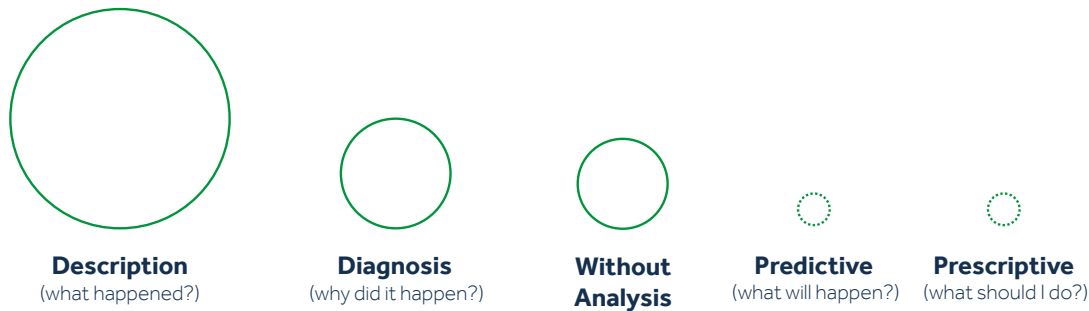 Description
(what happened?)
Diagnosis
(why did it happen?)
Without
Analysis
Predictive
(what will happen?)
Prescriptive
(what should I do?)